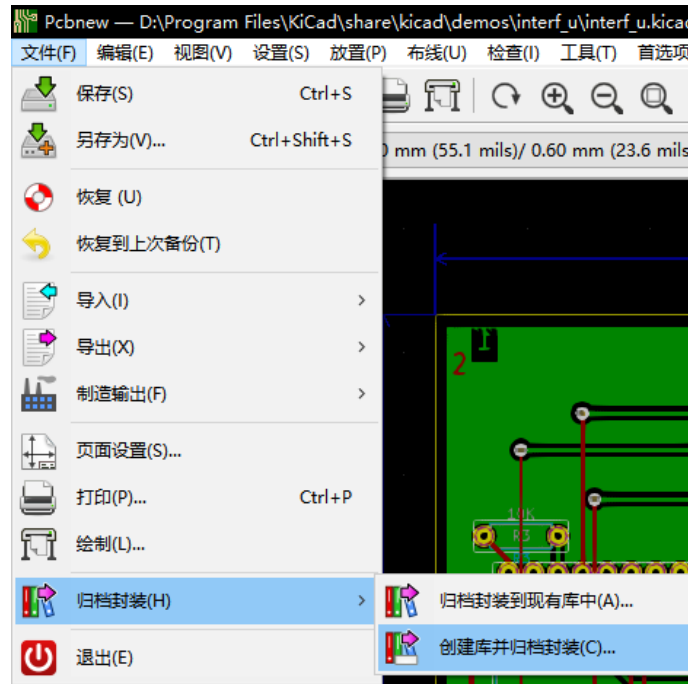 Pcbnew — D:\Program Files\KiCad\share\kicad\demos\interf_u\interf_u.kicad
文件(F) 编辑(E) 视图(V) 设置(S) 放置(P) 布线(U) 检查(I) 工具(T) 首选项
保存(S) Ctrl+S
另存为(V)... Ctrl+Shift+S
0 mm (55.1 mils)/ 0.60 mm (23.6 mils
恢复 (U)
恢复到上次备份(T)
导入(I)
导出(X)
制造输出(F)
1
2
页面设置(S)...
打印(P)... Ctrl+P
10K
R3
绘制(L)...
归档封装(H)
归档封装到现有库中(A)...
创建库并归档封装(C)...
退出(E)